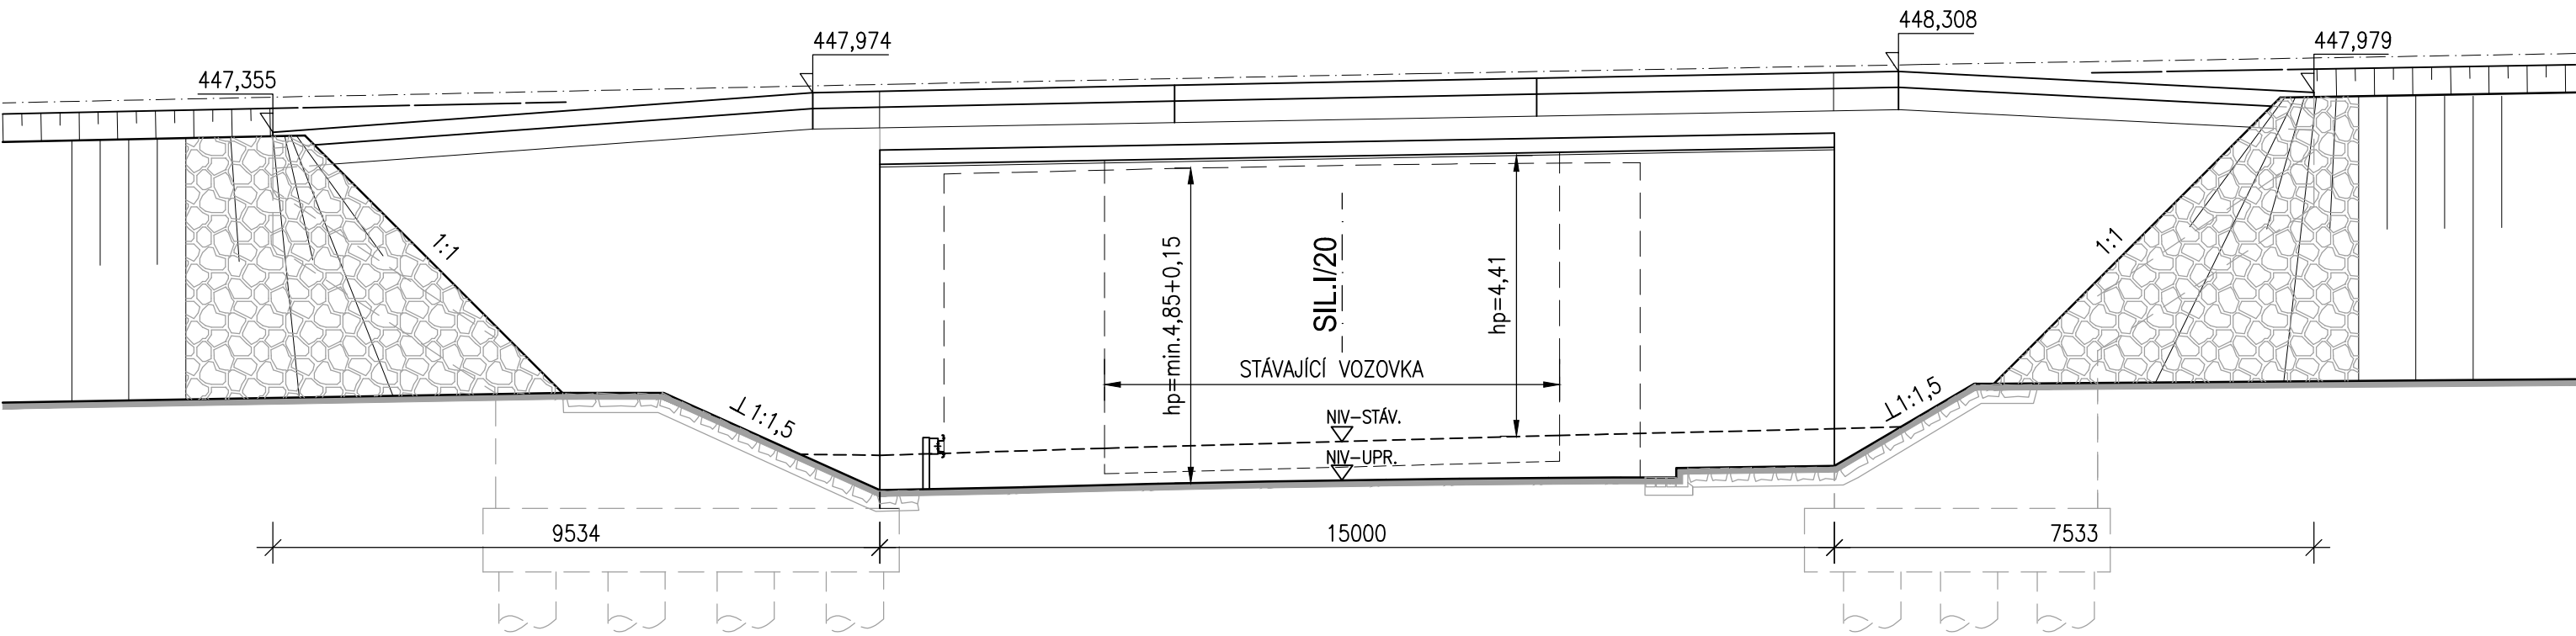 448,308
447,974
447,979
447,355
1:1
1:1
hp=min.4,85+0,15
SIL.I/20
hp=4,41
STÁVAJÍCÍ VOZOVKA
⊥1:1,5
⊥1:1,5
NIV-STÁV.
NIV-UPR.
9534
15000
7533